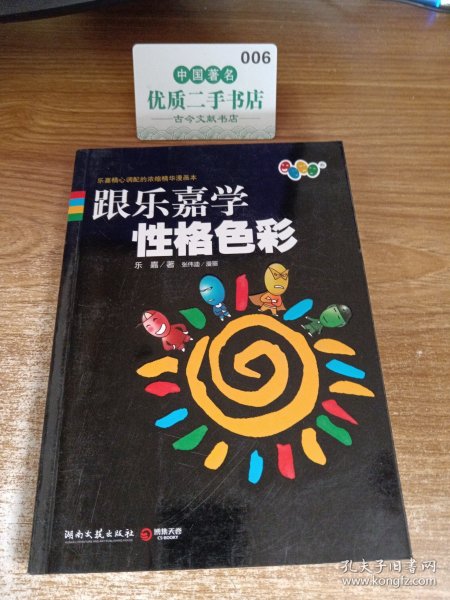 006
中国著名
优质二手书店
古今文献书店
乐嘉精心调配的浓缩精华漫画本
跟乐嘉学
性格色彩
乐 嘉/著 张伟迪/漫画
湖南文艺出版社
博集天卷
CS-BOOKY
孔夫子旧书网
www.kongfz.com